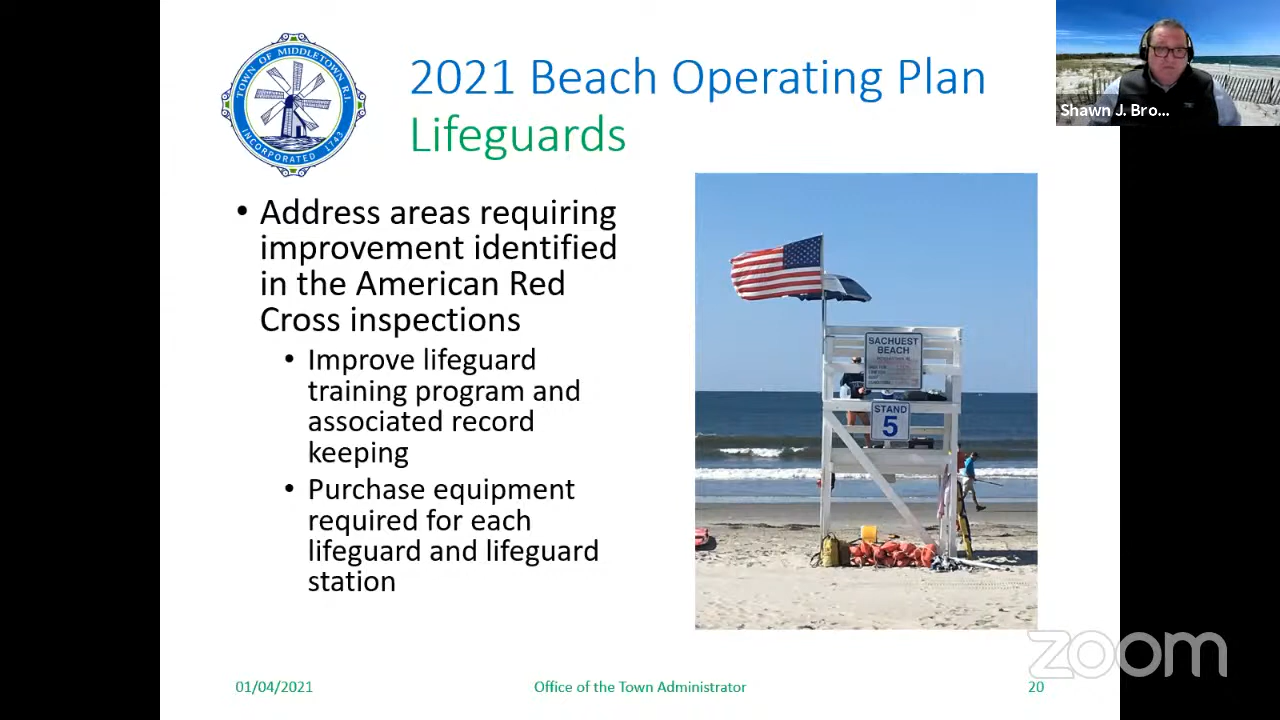 TOWN OF MIDDLETOWN R.I.
INCORPORATED 1743
2021 Beach Operating Plan
Lifeguards
Shawn J. Bro...
• Address areas requiring
improvement identified
in the American Red
Cross inspections
• Improve lifeguard
training program and
associated record
keeping
• Purchase equipment
required for each
lifeguard and lifeguard
station
SACHUEST
BEACH
STAND
5
zoom
01/04/2021
Office of the Town Administrator
20